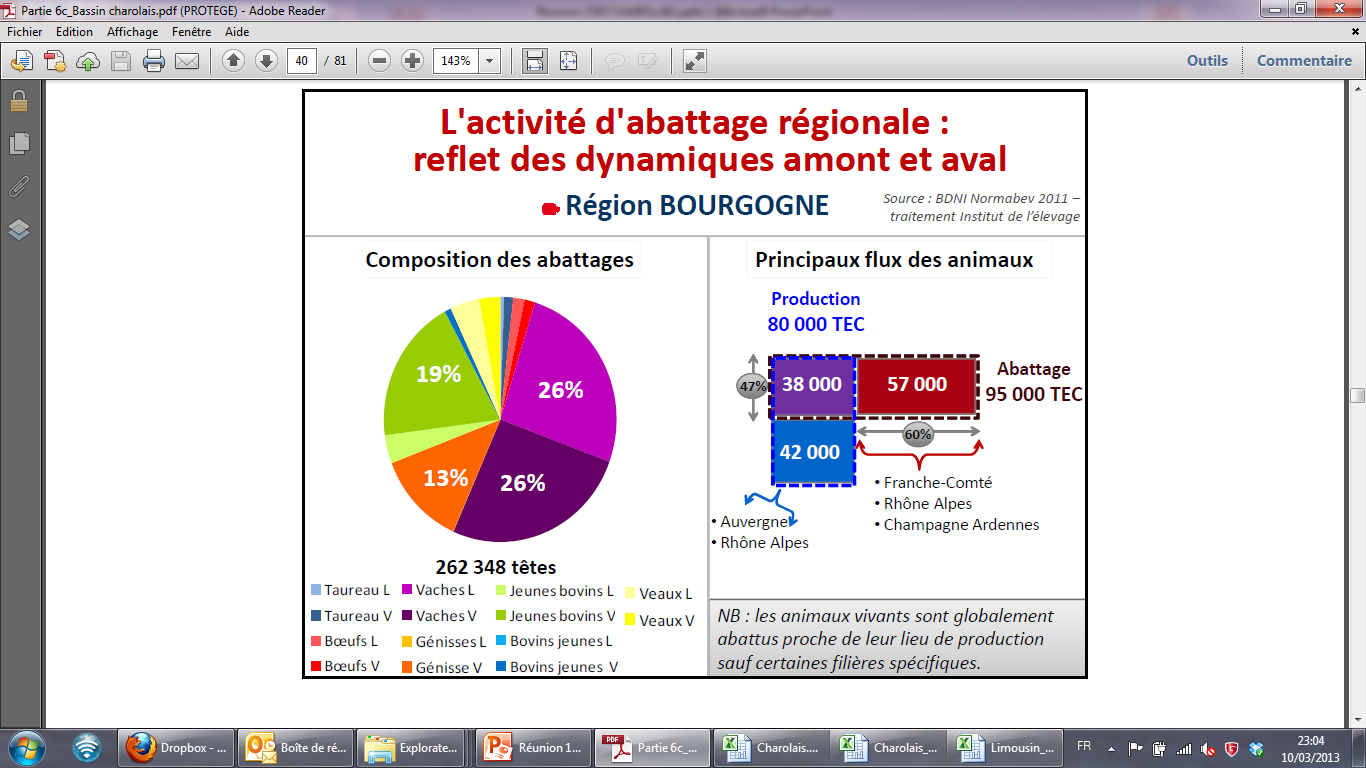 Partie 6c_Bassin charolais.pdf (PROTEGE) - Adobe Reader
Fichier Edition Affichage Fenêtre Aide
40 / 81 143% Outils Commentaire
L'activité d'abattage régionale :
reflet des dynamiques amont et aval
Région BOURGOGNE
Source : BDNI Normabev 2011 –
traitement Institut de l'élevage
Composition des abattages
19%
26%
13%
26%
262 348 têtes
Taureau L
Vaches L
Jeunes bovins L
Veaux L
Taureau V
Vaches V
Jeunes bovins V
Veaux V
Bœufs L
Génisses L
Bovins jeunes L
Bœufs V
Génisse V
Bovins jeunes V
Principaux flux des animaux
Production
80 000 TEC
47%
38 000
57 000
Abattage
95 000 TEC
42 000
60%
• Franche-Comté
• Rhône Alpes
• Champagne Ardennes
• Auvergne
• Rhône Alpes
NB : les animaux vivants sont globalement
abattus proche de leur lieu de production
sauf certaines filières spécifiques.
Dropbox - ...
Boîte de ré...
Explorate...
Réunion 1...
PDF
Partie 6c_...
Charolais....
Charolais_...
Limousin_...
FR
23:04
10/03/2013